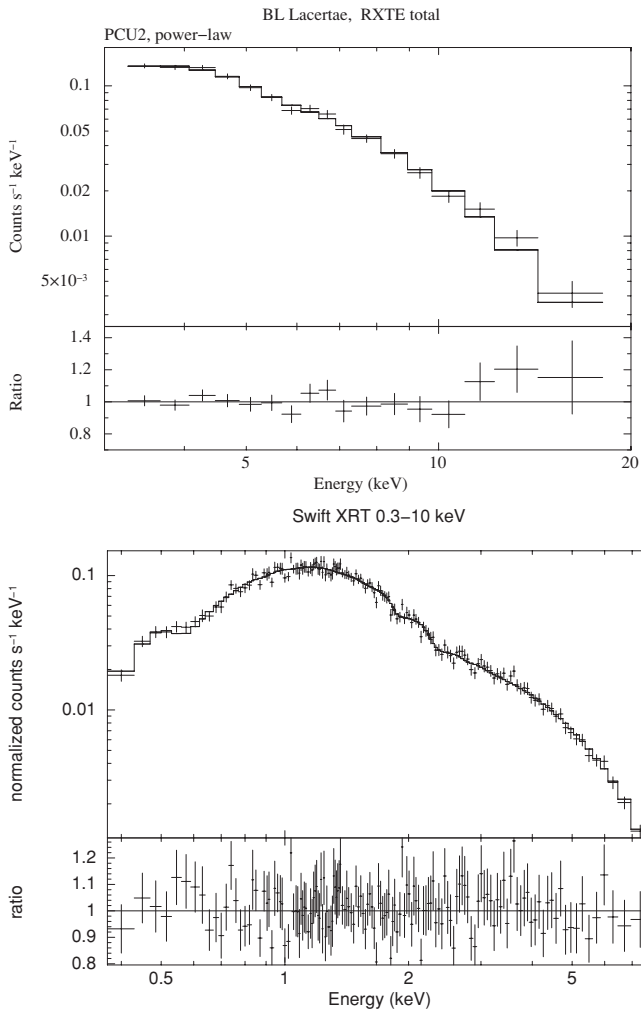 BL Lacertae, RXTE total
PCU2, power−law
0.1
0.05
0.02
0.01
5×10⁻³
Counts s⁻¹ keV⁻¹
1.4
1.2
1
0.8
Ratio
5
10
20
Energy (keV)
Swift XRT 0.3−10 keV
0.1
0.01
normalized counts s⁻¹ keV⁻¹
1.2
1.1
1
0.9
0.8
ratio
0.5
1
2
5
Energy (keV)